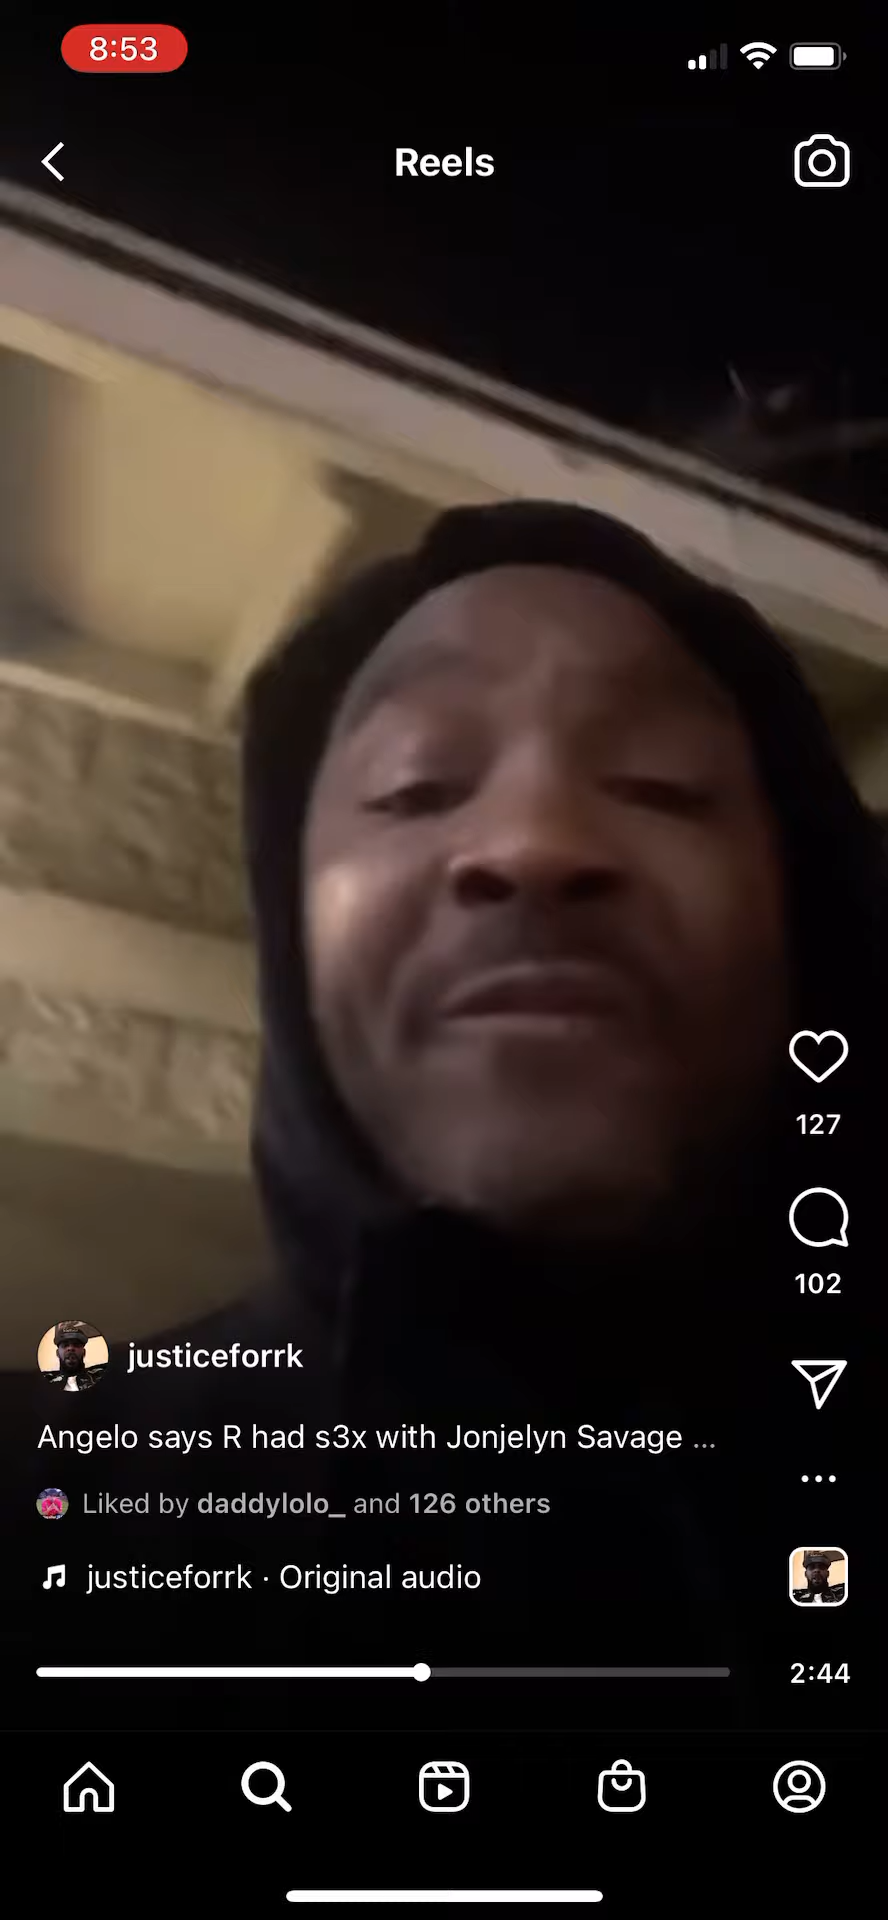 8:53
Reels
127
102
justiceforrk
Angelo says R had s3x with Jonjelyn Savage ...
Liked by daddylolo_ and 126 others
justiceforrk · Original audio
2:44